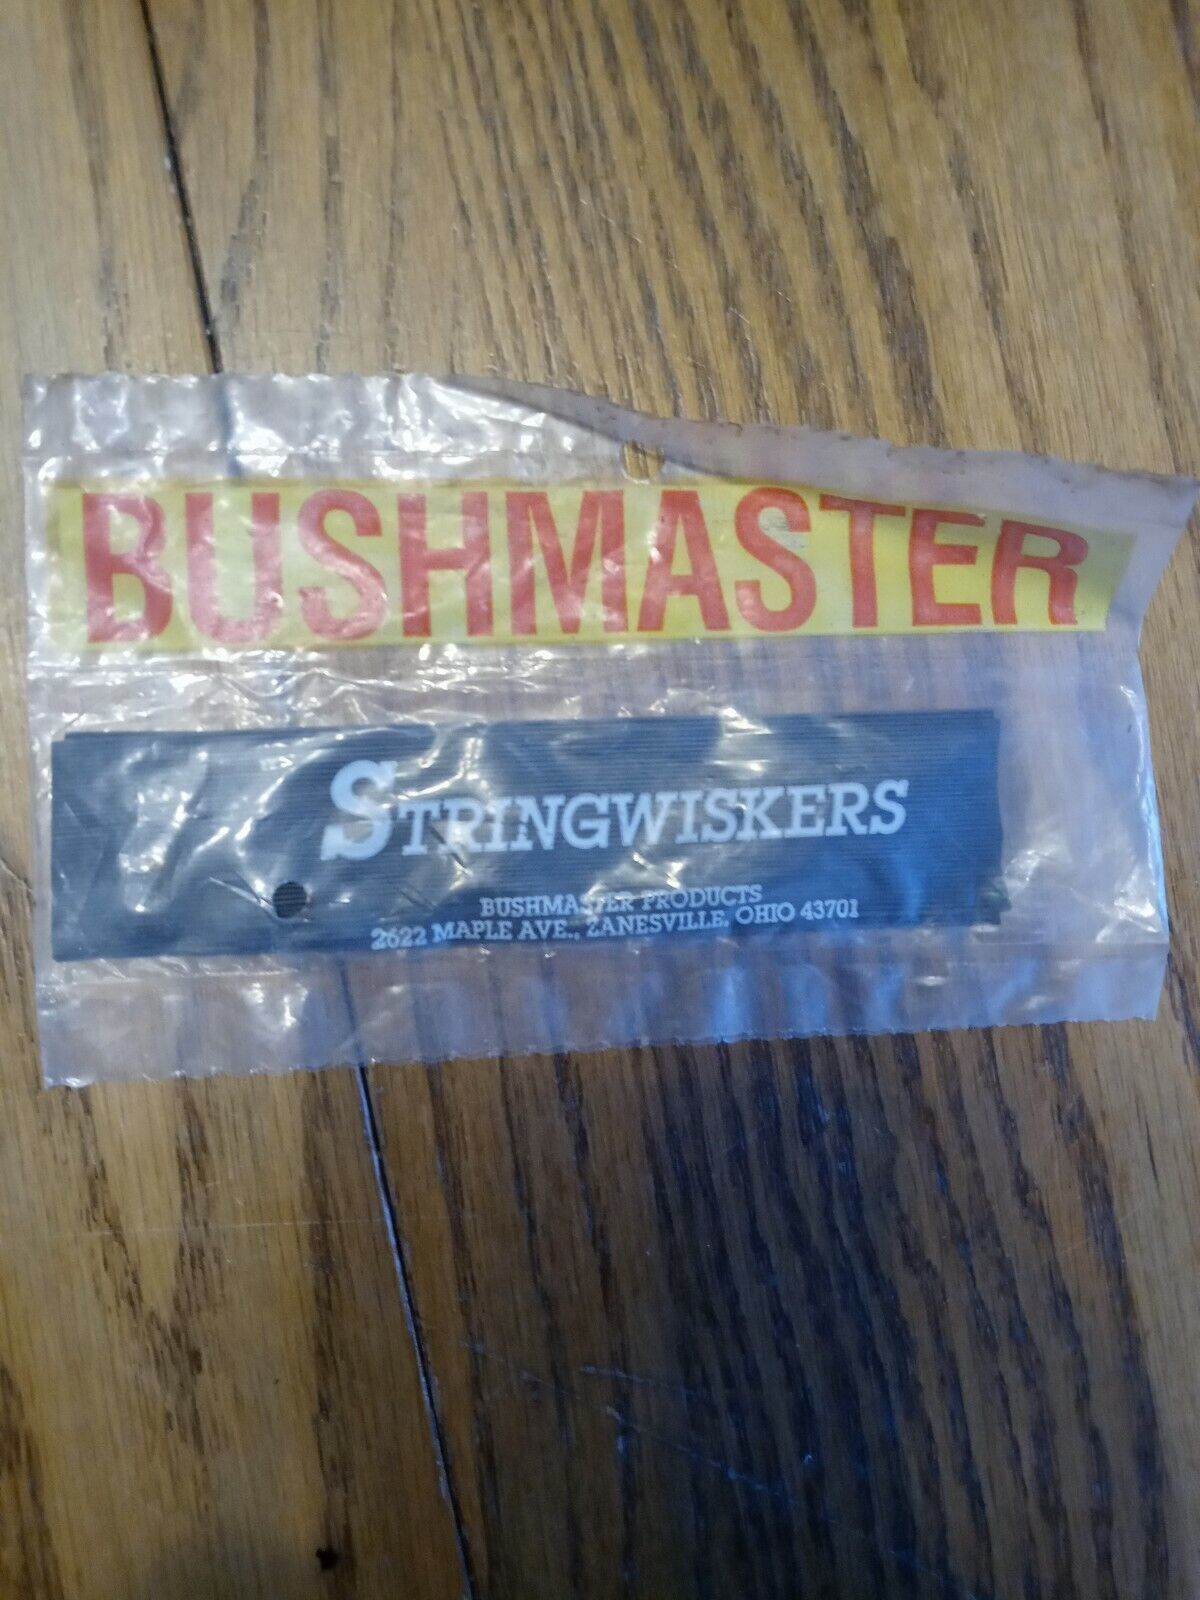 BUSHMASTER
STRINGWISKERS
BUSHMASTER PRODUCTS
2622 MAPLE AVE., ZANESVILLE, OHIO 43701